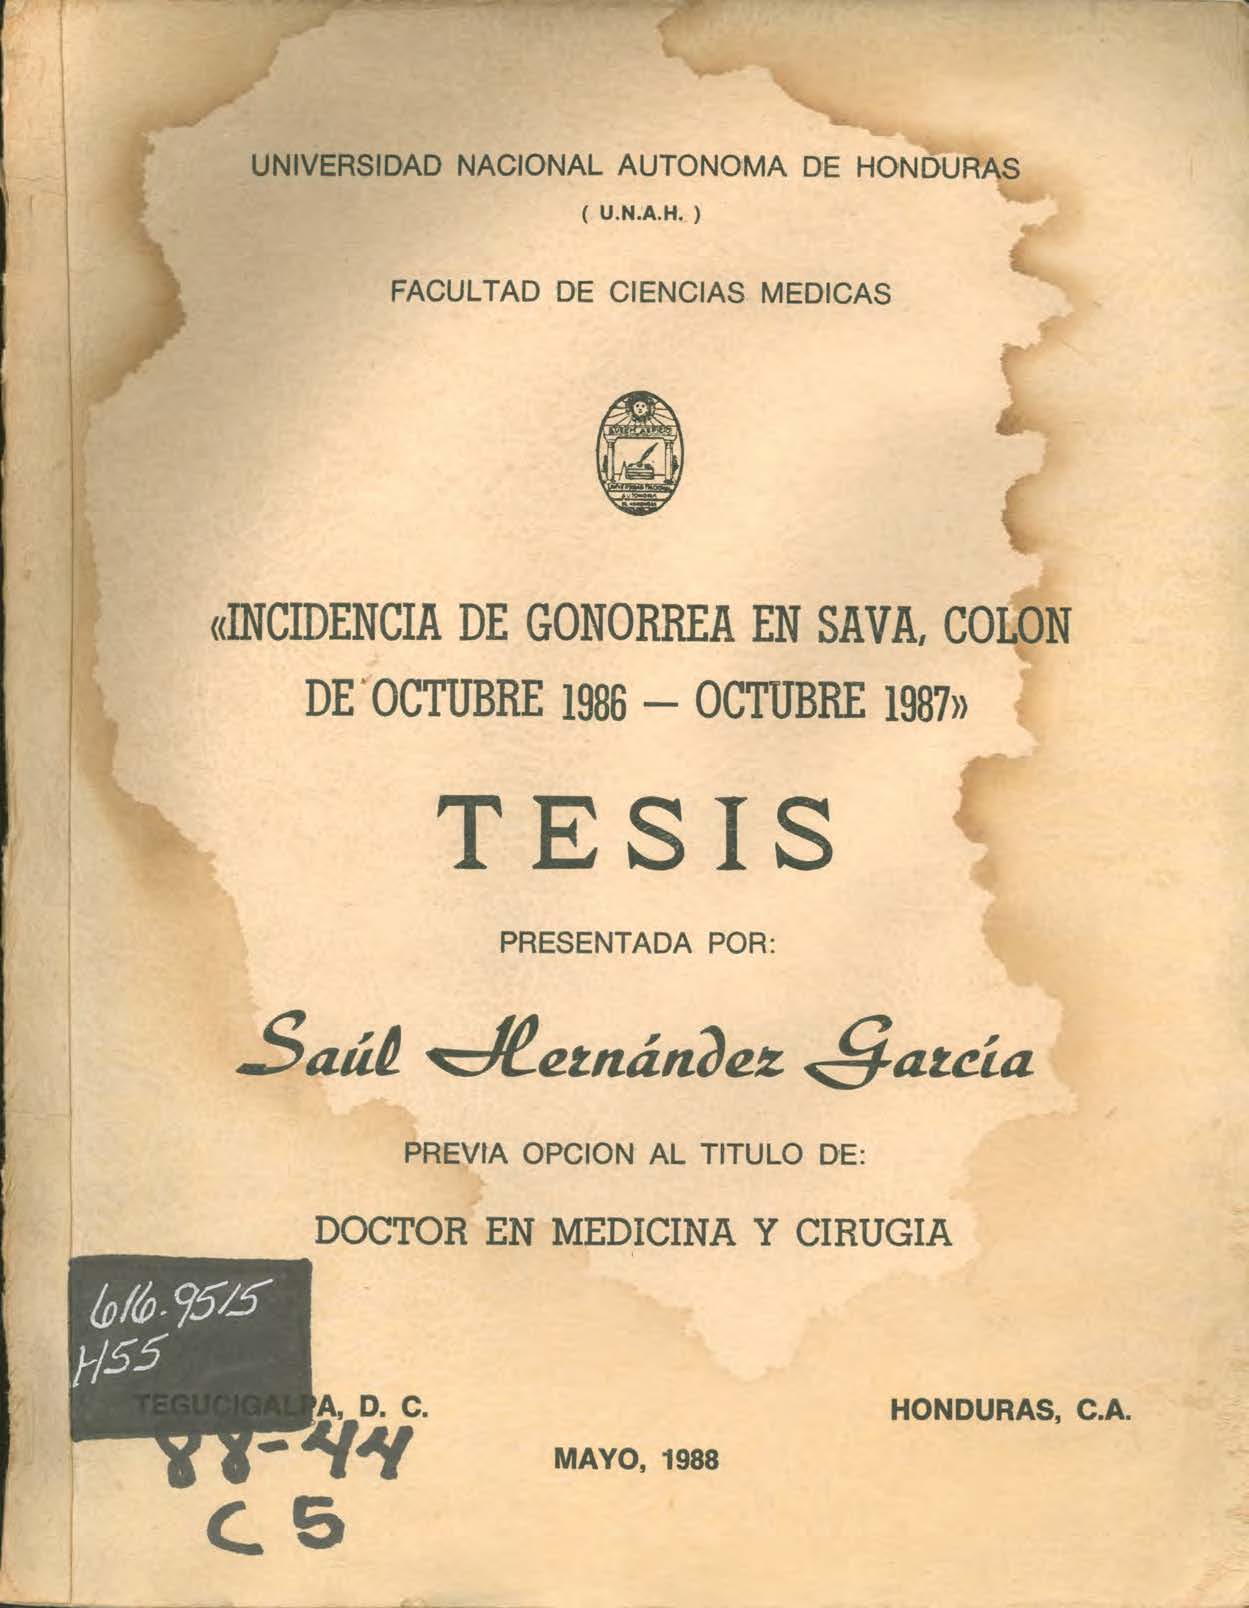 UNIVERSIDAD NACIONAL AUTONOMA DE HONDURAS
( U.N.A.H. )
FACULTAD DE CIENCIAS MEDICAS
«INCIDENCIA DE GONORREA EN SAVA, COLON
DE OCTUBRE 1986 — OCTUBRE 1987»
TESIS
PRESENTADA POR:
Saúl Hernández García
PREVIA OPCION AL TITULO DE:
DOCTOR EN MEDICINA Y CIRUGIA
616.9515
H55
TEGUCIGALPA, D. C.
HONDURAS, C.A.
88-44
MAYO, 1988
C 5